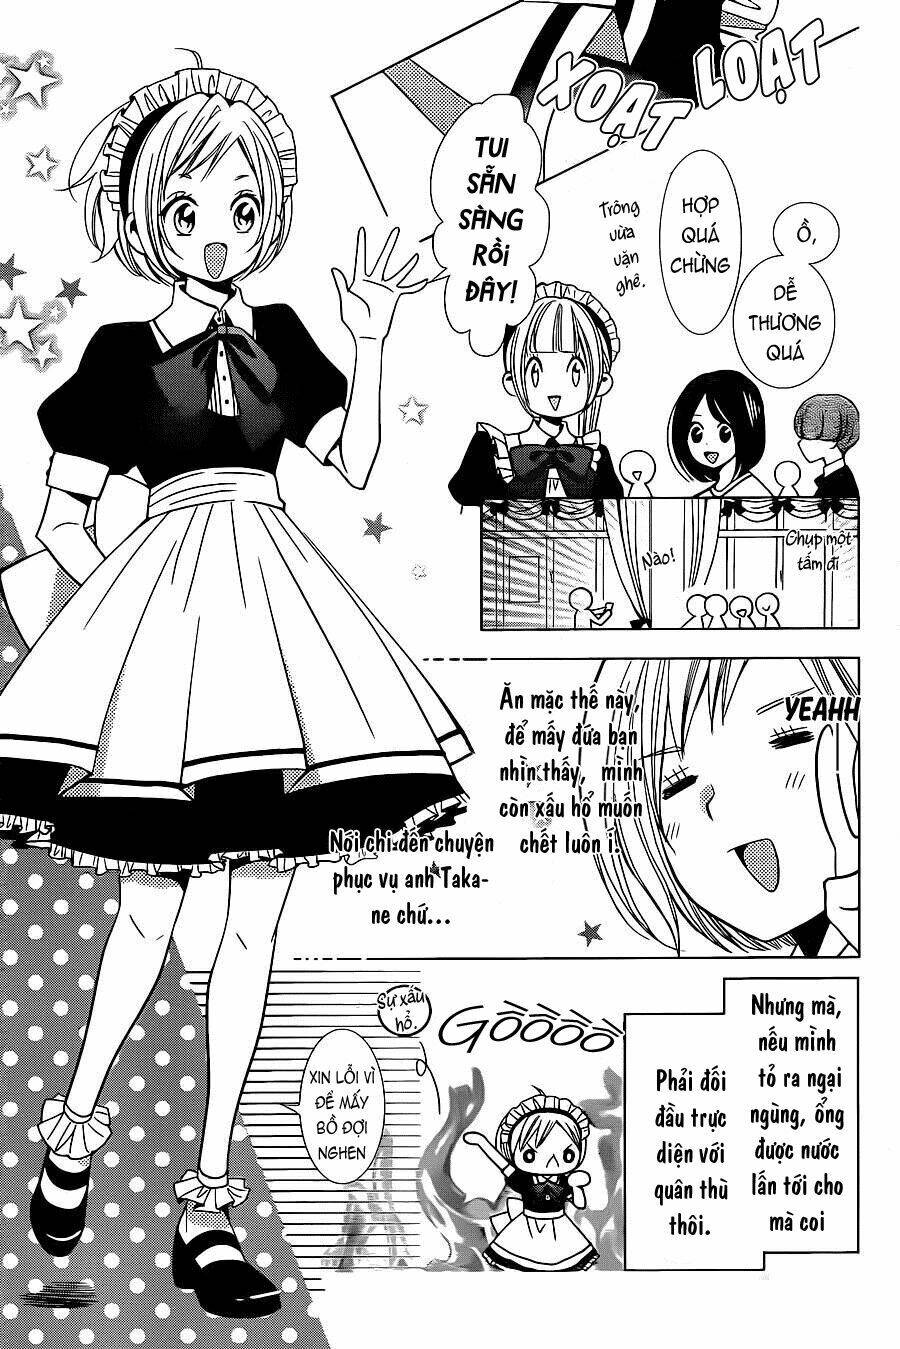 XOẠT
LOẠT
Ồ,
DỄ
THƯƠNG
QUÁ
HỢP
QUÁ
CHỪNG
Trông
vừa
vặn
ghê.
TUI
SẴN
SÀNG
RỒI
ĐÂY!
Chụp một
tấm đi
Nào!
YEAHH
Ăn mặc thế này,
để mấy đứa bạn
nhìn thấy, mình
còn xấu hổ muốn
chết luôn í!
Nói chi đến chuyện
phục vụ anh Taka-
ne chứ...
Nhưng mà,
nếu mình
tỏ ra ngại
ngùng, ổng
được nước
lấn tới cho
mà coi
Phải đối
đầu trực
diện với
quân thù
thôi.
GÔÔÔÔÔ
Sự xấu
hổ.
XIN LỖI VÌ
ĐỂ MẤY
BỒ ĐỢI
NGHEN